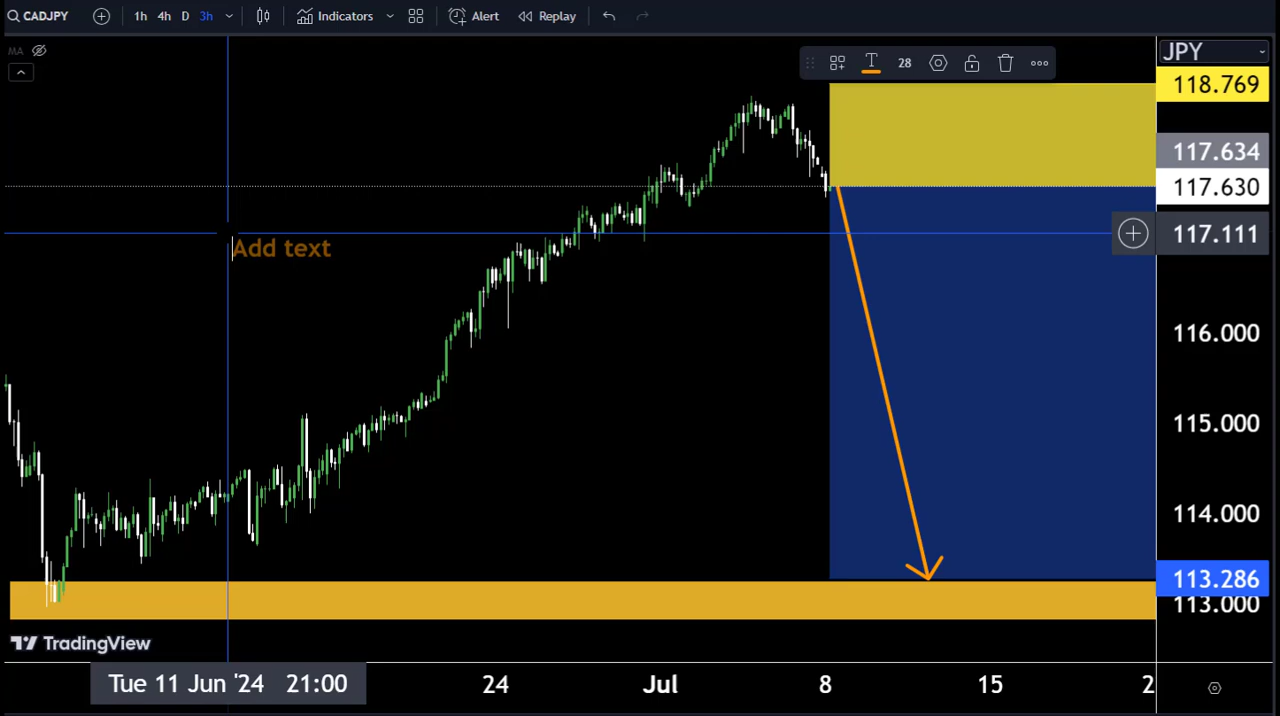 CADJPY 1h 4h D 3h Indicators Alert Replay
MA
T 28
JPY
118.769
117.634
117.630
117.111
Add text
116.000
115.000
114.000
113.286
113.000
TradingView
Tue 11 Jun '24 21:00 24 Jul 8 15 2